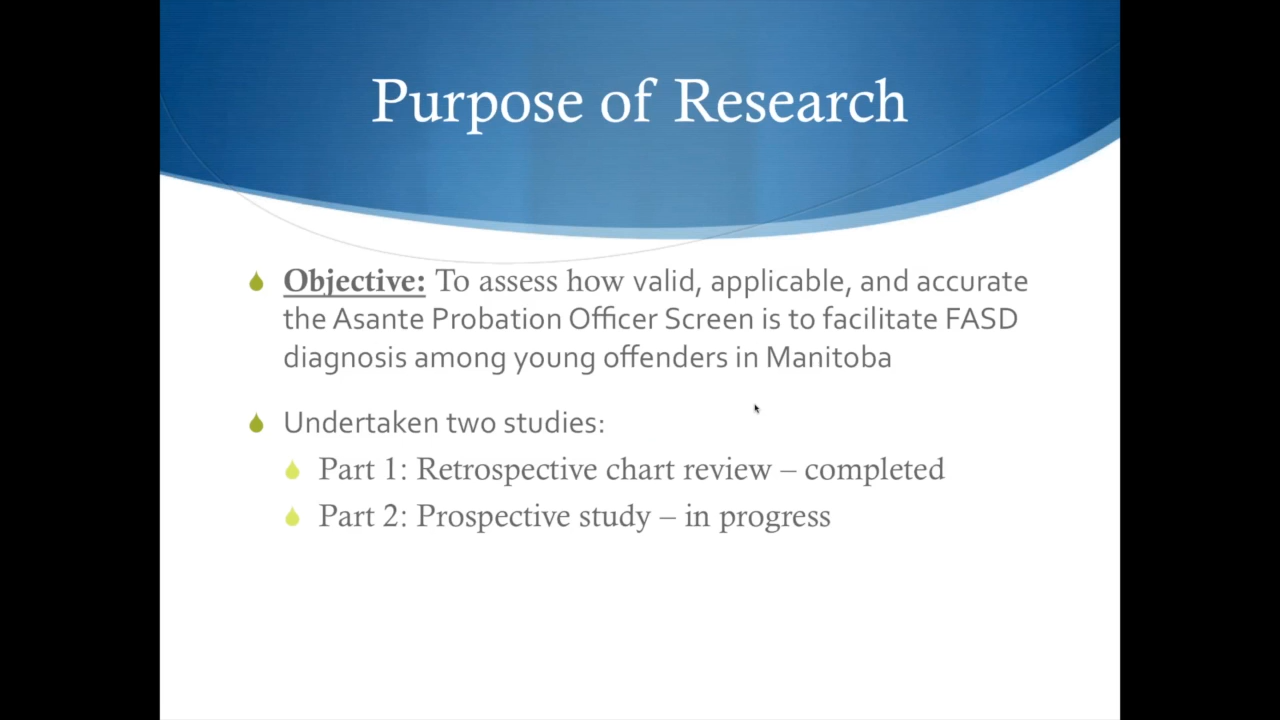 Purpose of Research
Objective: To assess how valid, applicable, and accurate
the Asante Probation Officer Screen is to facilitate FASD
diagnosis among young offenders in Manitoba
Undertaken two studies:
Part 1: Retrospective chart review – completed
Part 2: Prospective study – in progress